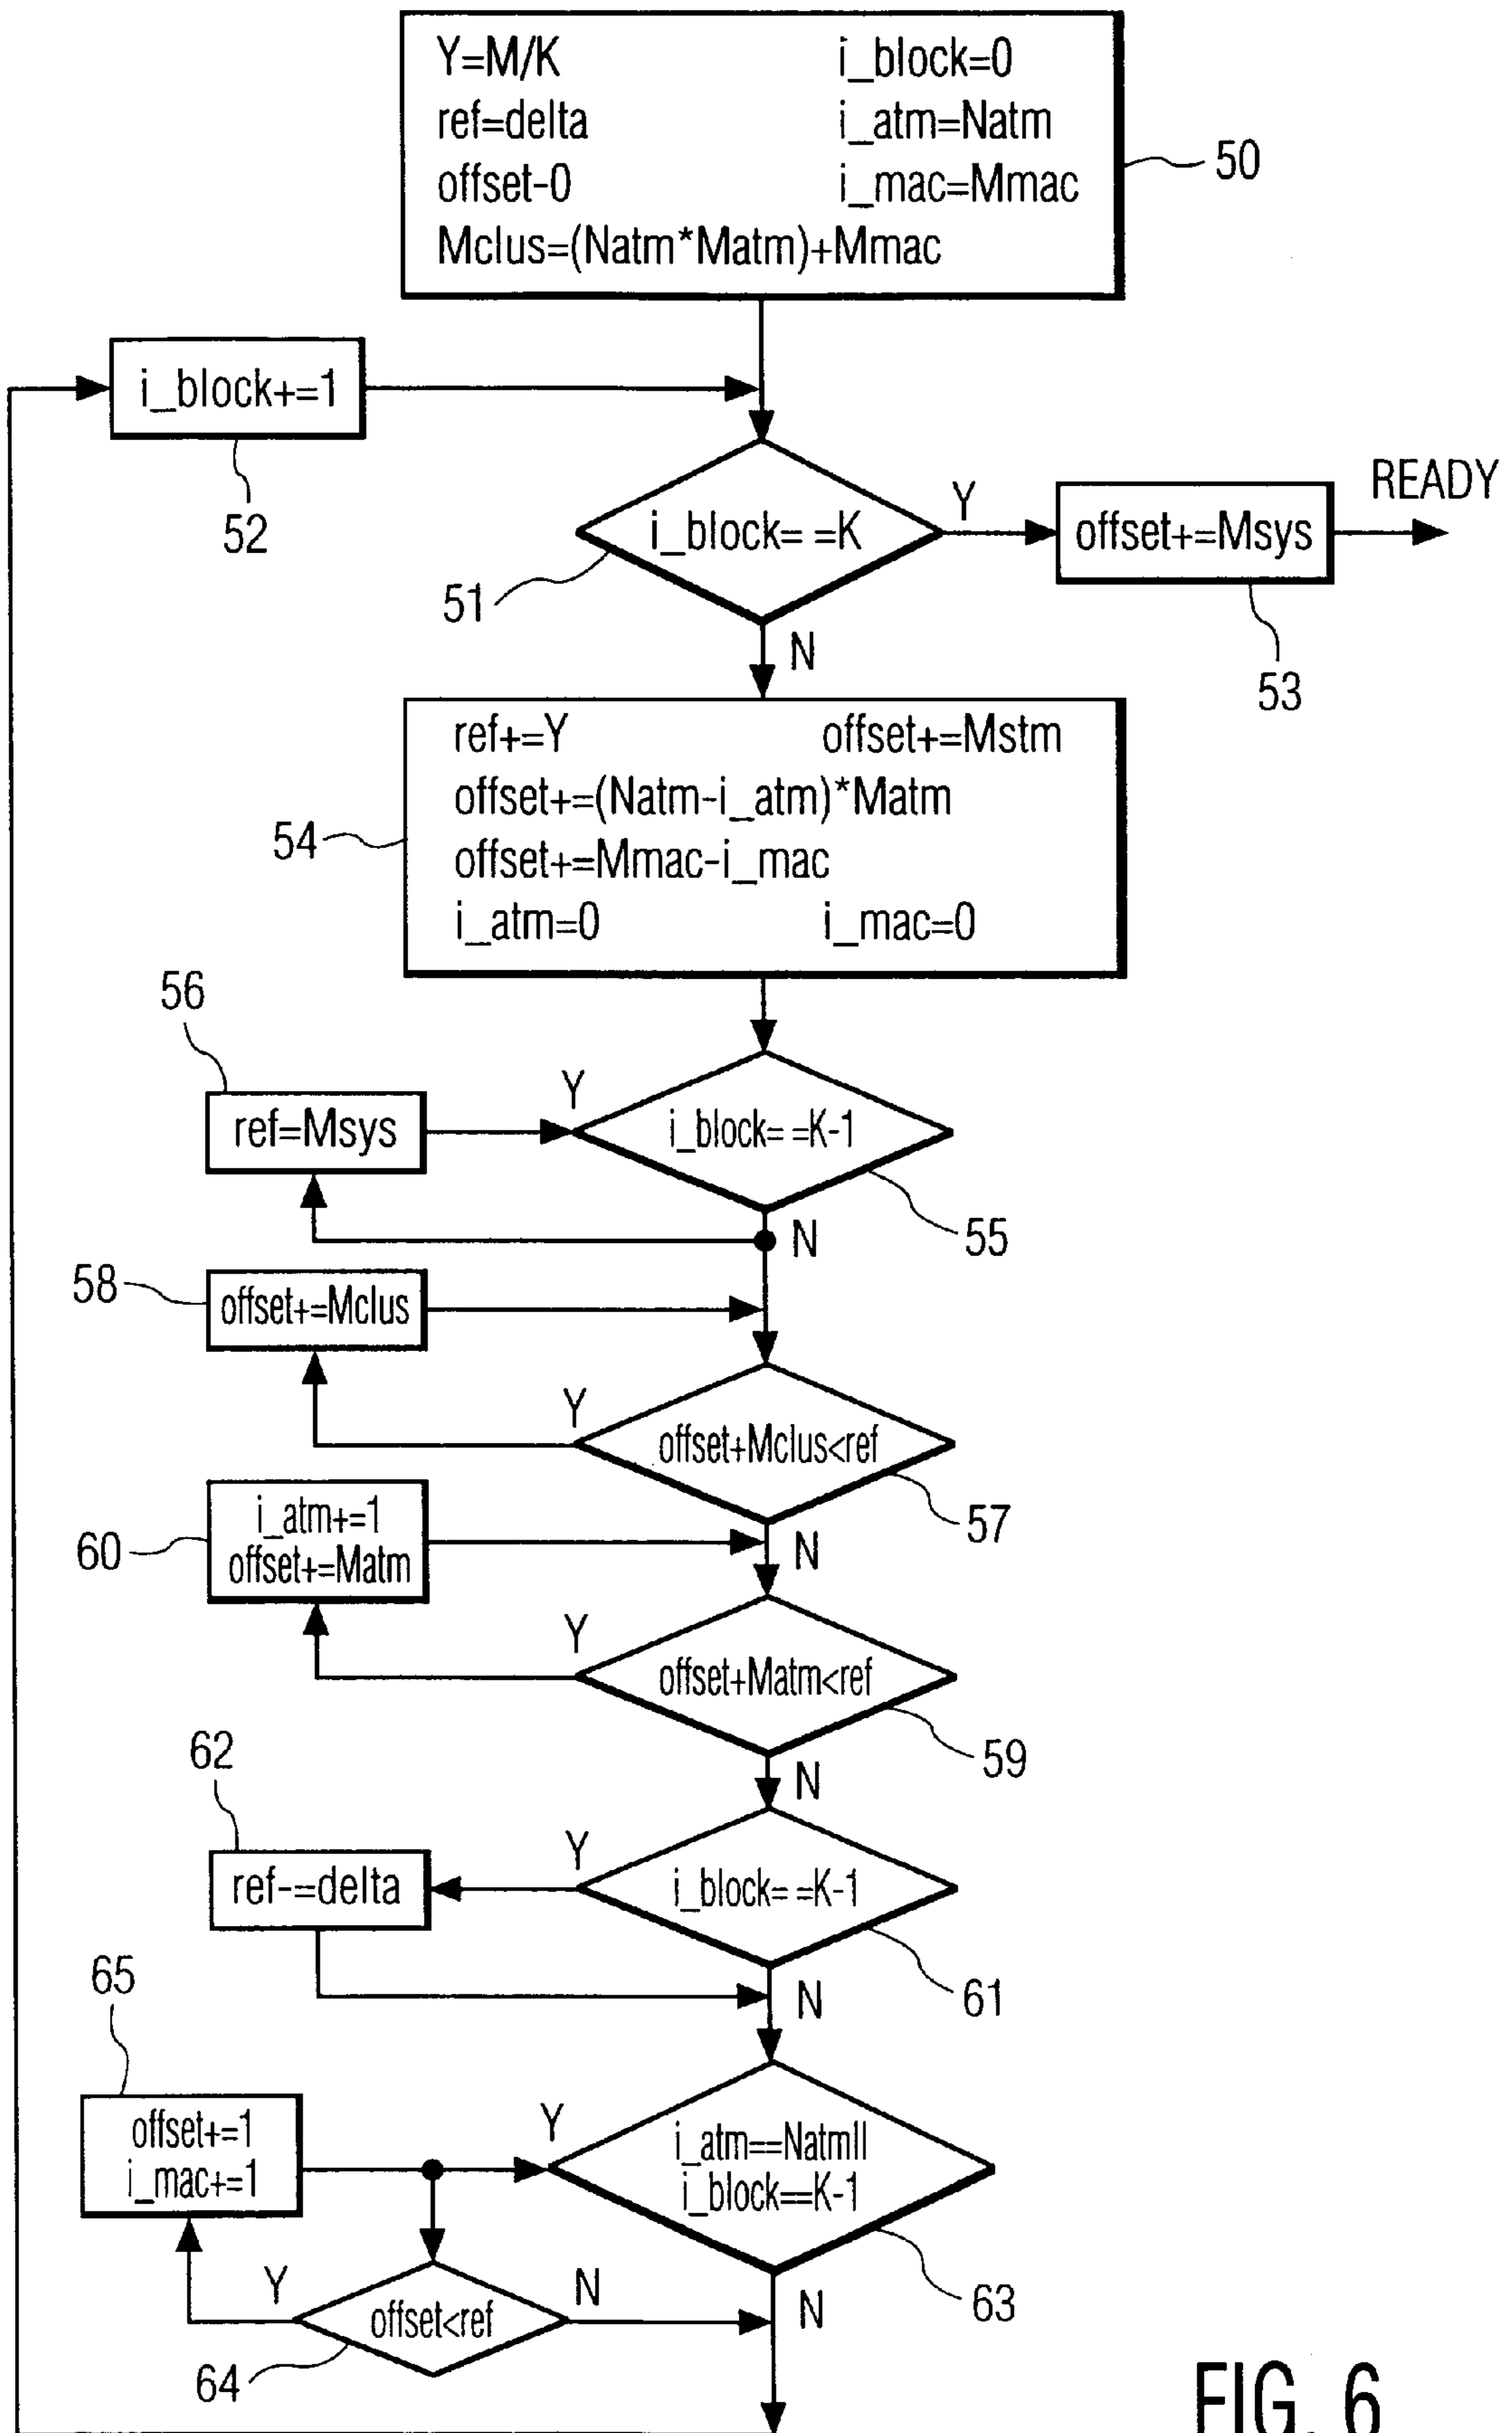 Y=M/K
i_block=0
ref=delta
i_atm=Natm
offset-0
i_mac=Mmac
Mclus=(Natm*Matm)+Mmac
50
i_block+=1
52
i_block= =K
51
Y
N
offset+=Msys
READY
53
ref+=Y
offset+=Mstm
offset+=(Natm-i_atm)*Matm
offset+=Mmac-i_mac
i_atm=0
i_mac=0
54
56
ref=Msys
Y
i_block= =K-1
N
55
58
offset+=Mclus
Y
offset+Mclus<ref
57
N
60
i_atm+=1
offset+=Matm
Y
offset+Matm<ref
59
N
62
ref-=delta
Y
i_block= =K-1
61
N
65
offset+=1
i_mac+=1
Y
i_atm==Natm||
i_block==K-1
63
N
Y
offset<ref
N
64
FIG. 6